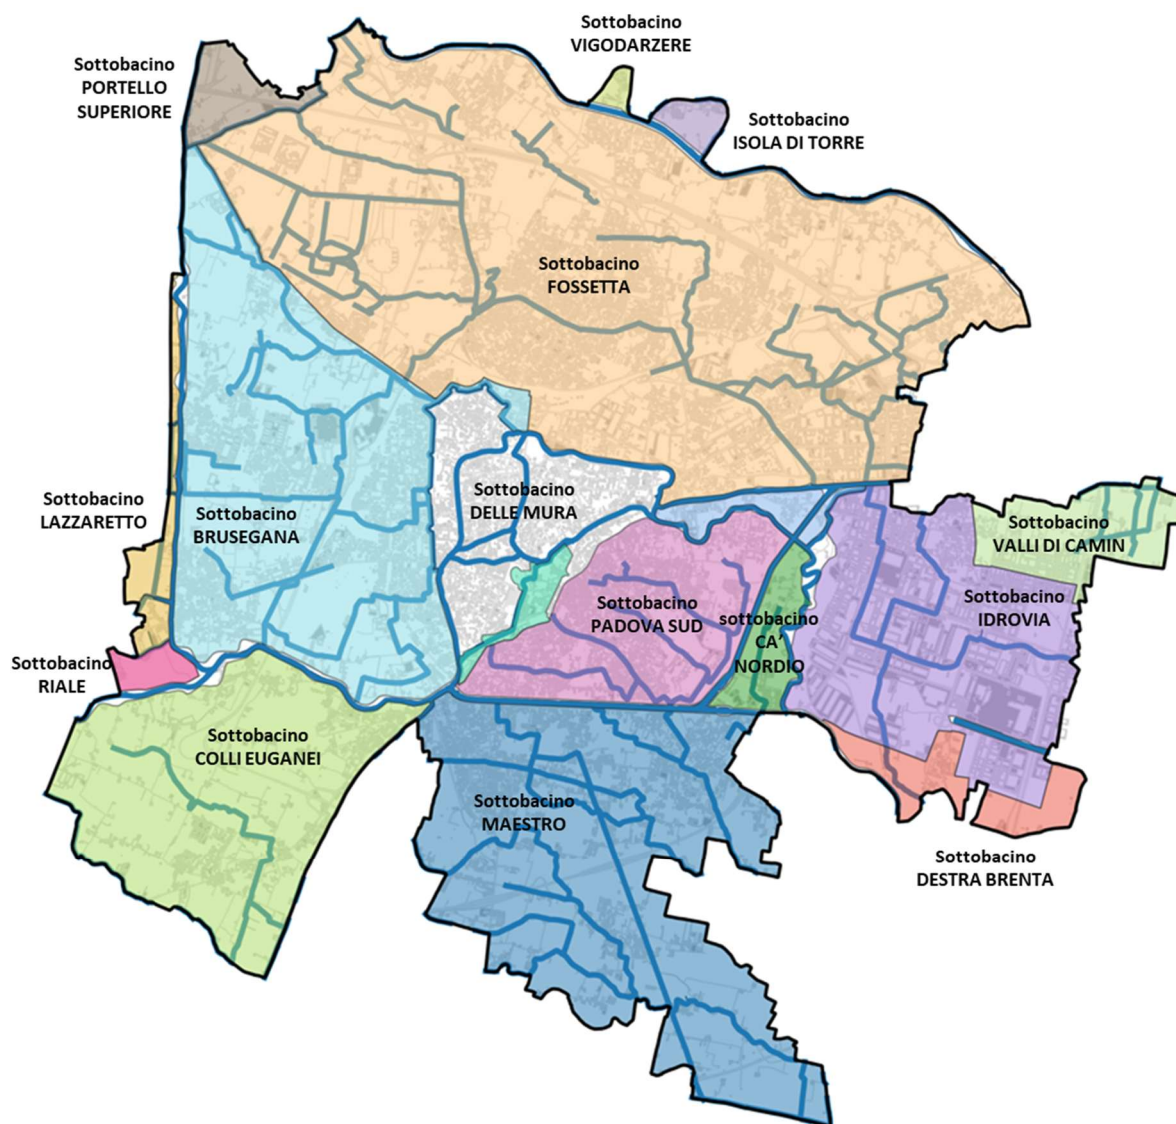 Sottobacino
VIGODARZERE
Sottobacino
PORTELLO
SUPERIORE
Sottobacino
ISOLA DI TORRE
Sottobacino
FOSSETTA
Sottobacino
LAZZARETTO
Sottobacino
BRUSEGANA
Sottobacino
DELLE MURA
Sottobacino
VALLI DI CAMIN
Sottobacino
PADOVA SUD
sottobacino
CA'
NORDIO
Sottobacino
IDROVIA
Sottobacino
RIALE
Sottobacino
COLLI EUGANEI
Sottobacino
MAESTRO
Sottobacino
DESTRA BRENTA